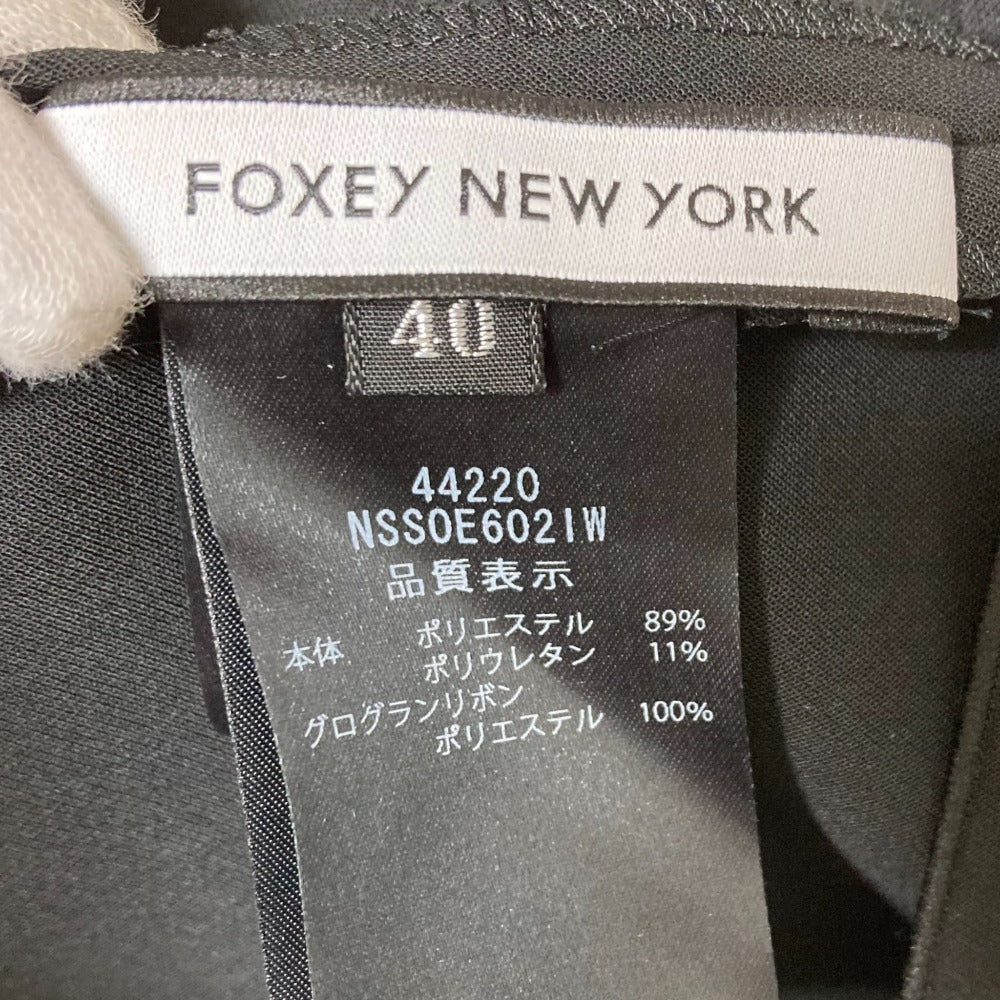 FOXEY NEW YORK
40
44220
NSSOE602IW
品質表示
本体 ポリエステル 89%
ポリウレタン 11%
グログランリボン
ポリエステル 100%